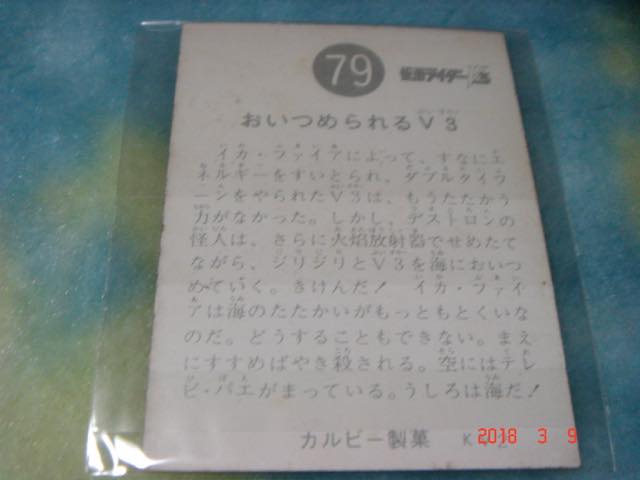 79
仮面ライダーV3
おいつめられるV3
イカ・ファイアによって、すなにエ
ネルギーをすいとられ、ダブルタイフ
ーンをやられたV3は、もうたたかう
力がなかった。しかし、デストロンの
怪人は、さらに火焰放射器でせめたて
ながら、ジリジリとV3を海においつ
めていく。きけんだ！　イカ・ファイ
アは海のたたかいがもっともとくいな
のだ。どうすることもできない。まえ
にすすめばやき殺される。空にはテレ
ビ・バエがまっている。うしろは海だ！
カルビー製菓
2018 3 9